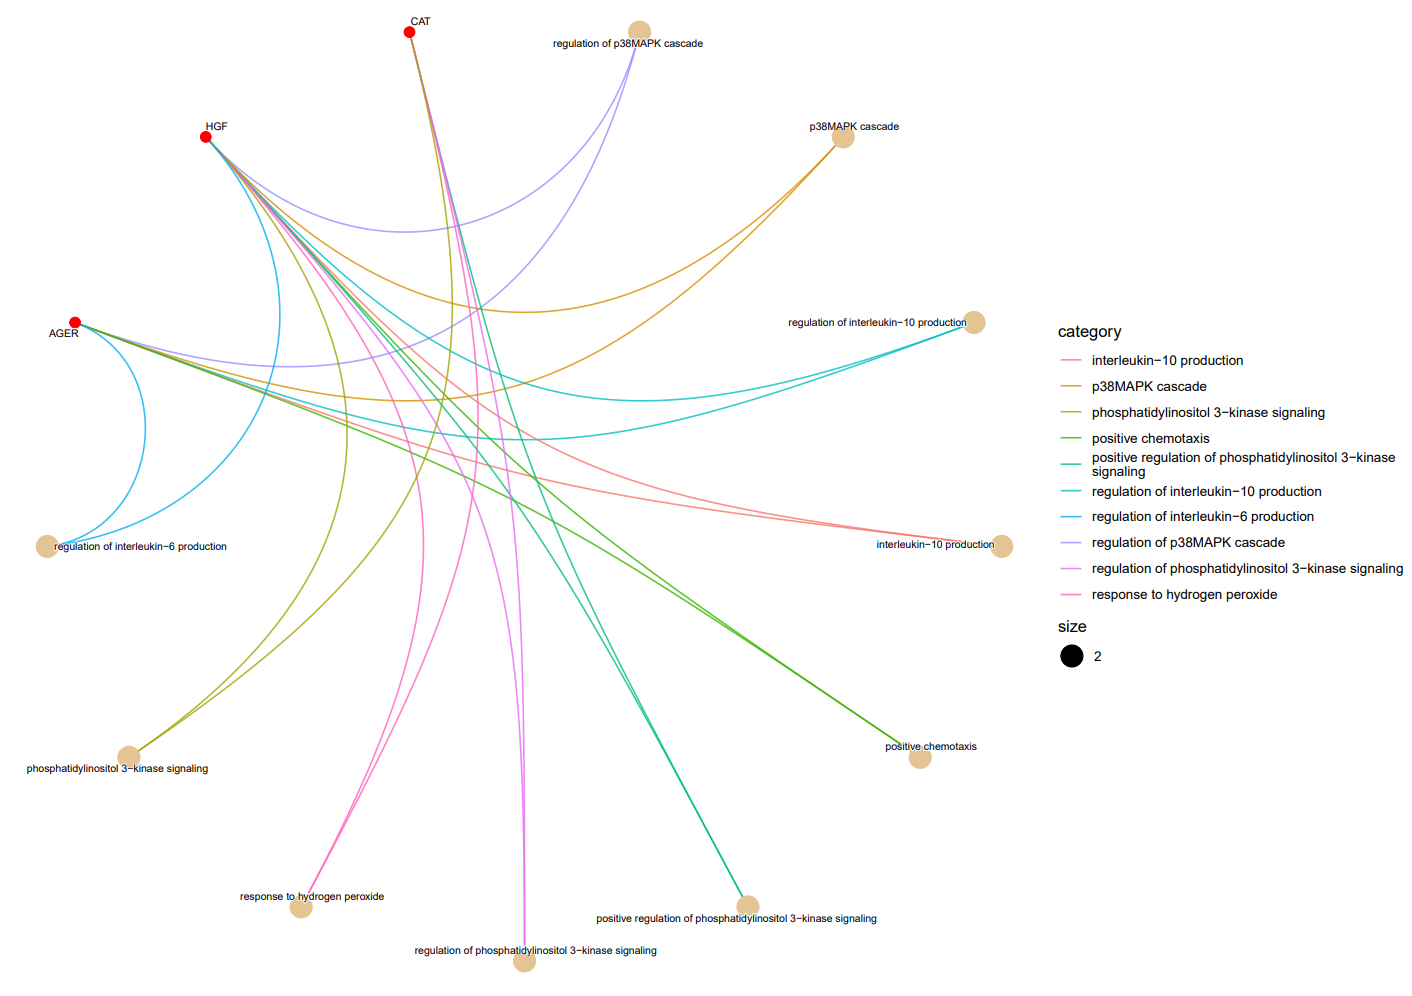 CAT
regulation of p38MAPK cascade
HGF
p38MAPK cascade
AGER
regulation of interleukin−10 production
regulation of interleukin−6 production
interleukin−10 production
phosphatidylinositol 3−kinase signaling
positive chemotaxis
response to hydrogen peroxide
positive regulation of phosphatidylinositol 3−kinase signaling
regulation of phosphatidylinositol 3−kinase signaling
category
interleukin−10 production
p38MAPK cascade
phosphatidylinositol 3−kinase signaling
positive chemotaxis
positive regulation of phosphatidylinositol 3−kinase
signaling
regulation of interleukin−10 production
regulation of interleukin−6 production
regulation of p38MAPK cascade
regulation of phosphatidylinositol 3−kinase signaling
response to hydrogen peroxide
size
2